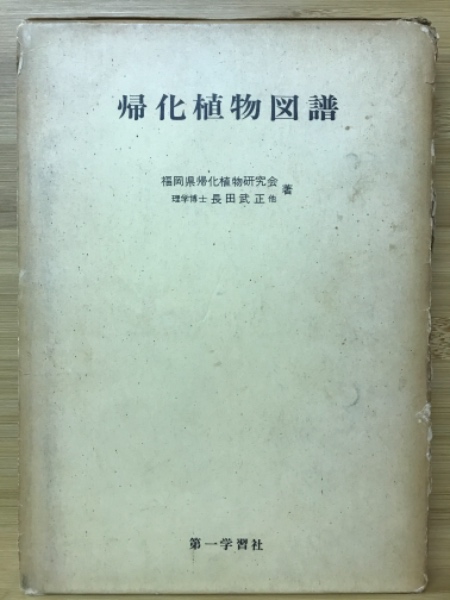 帰化植物図譜
福岡県帰化植物研究会
理学博士 長田武正 他 著
第一学習社